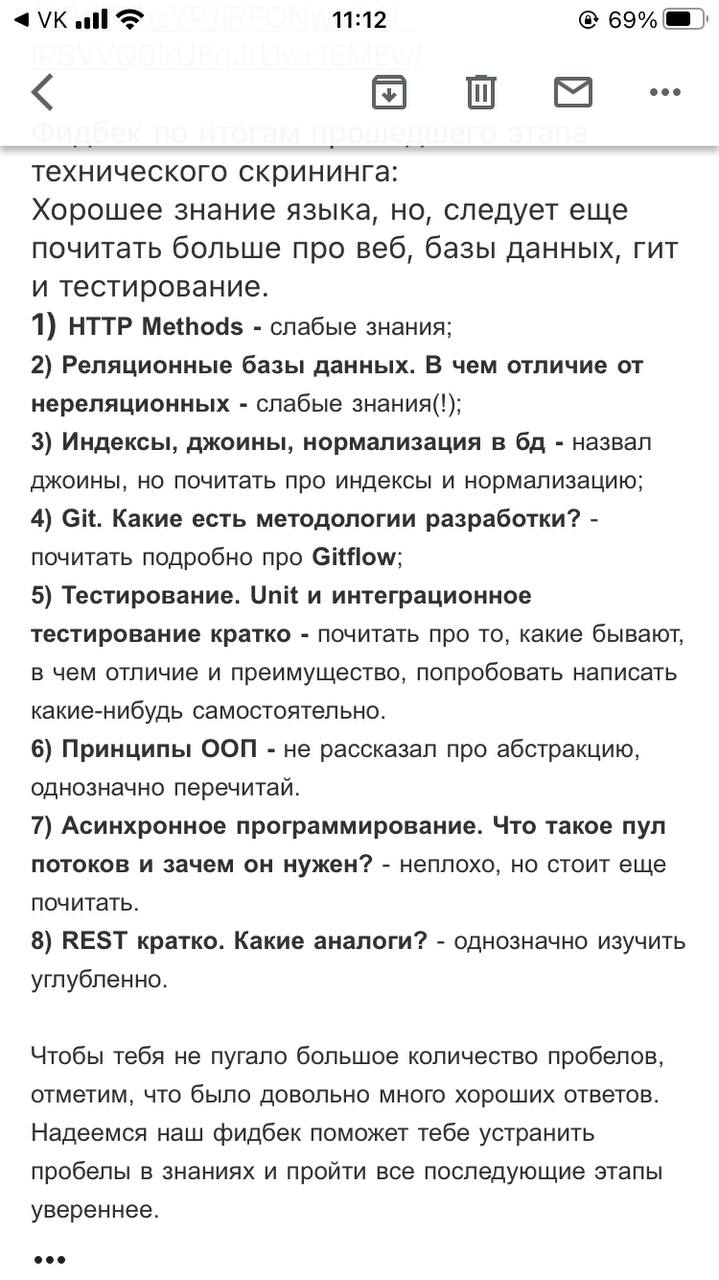 VK
11:12
69%
Фидбек по итогам прошедшего этапа
технического скрининга:
Хорошее знание языка, но, следует еще
почитать больше про веб, базы данных, гит
и тестирование.
1) HTTP Methods - слабые знания;
2) Реляционные базы данных. В чем отличие от
нереляционных - слабые знания(!);
3) Индексы, джоины, нормализация в бд - назвал
джоины, но почитать про индексы и нормализацию;
4) Git. Какие есть методологии разработки? -
почитать подробно про Gitflow;
5) Тестирование. Unit и интеграционное
тестирование кратко - почитать про то, какие бывают,
в чем отличие и преимущество, попробовать написать
какие-нибудь самостоятельно.
6) Принципы ООП - не рассказал про абстракцию,
однозначно перечитай.
7) Асинхронное программирование. Что такое пул
потоков и зачем он нужен? - неплохо, но стоит еще
почитать.
8) REST кратко. Какие аналоги? - однозначно изучить
углубленно.
Чтобы тебя не пугало большое количество пробелов,
отметим, что было довольно много хороших ответов.
Надеемся наш фидбек поможет тебе устранить
пробелы в знаниях и пройти все последующие этапы
увереннее.